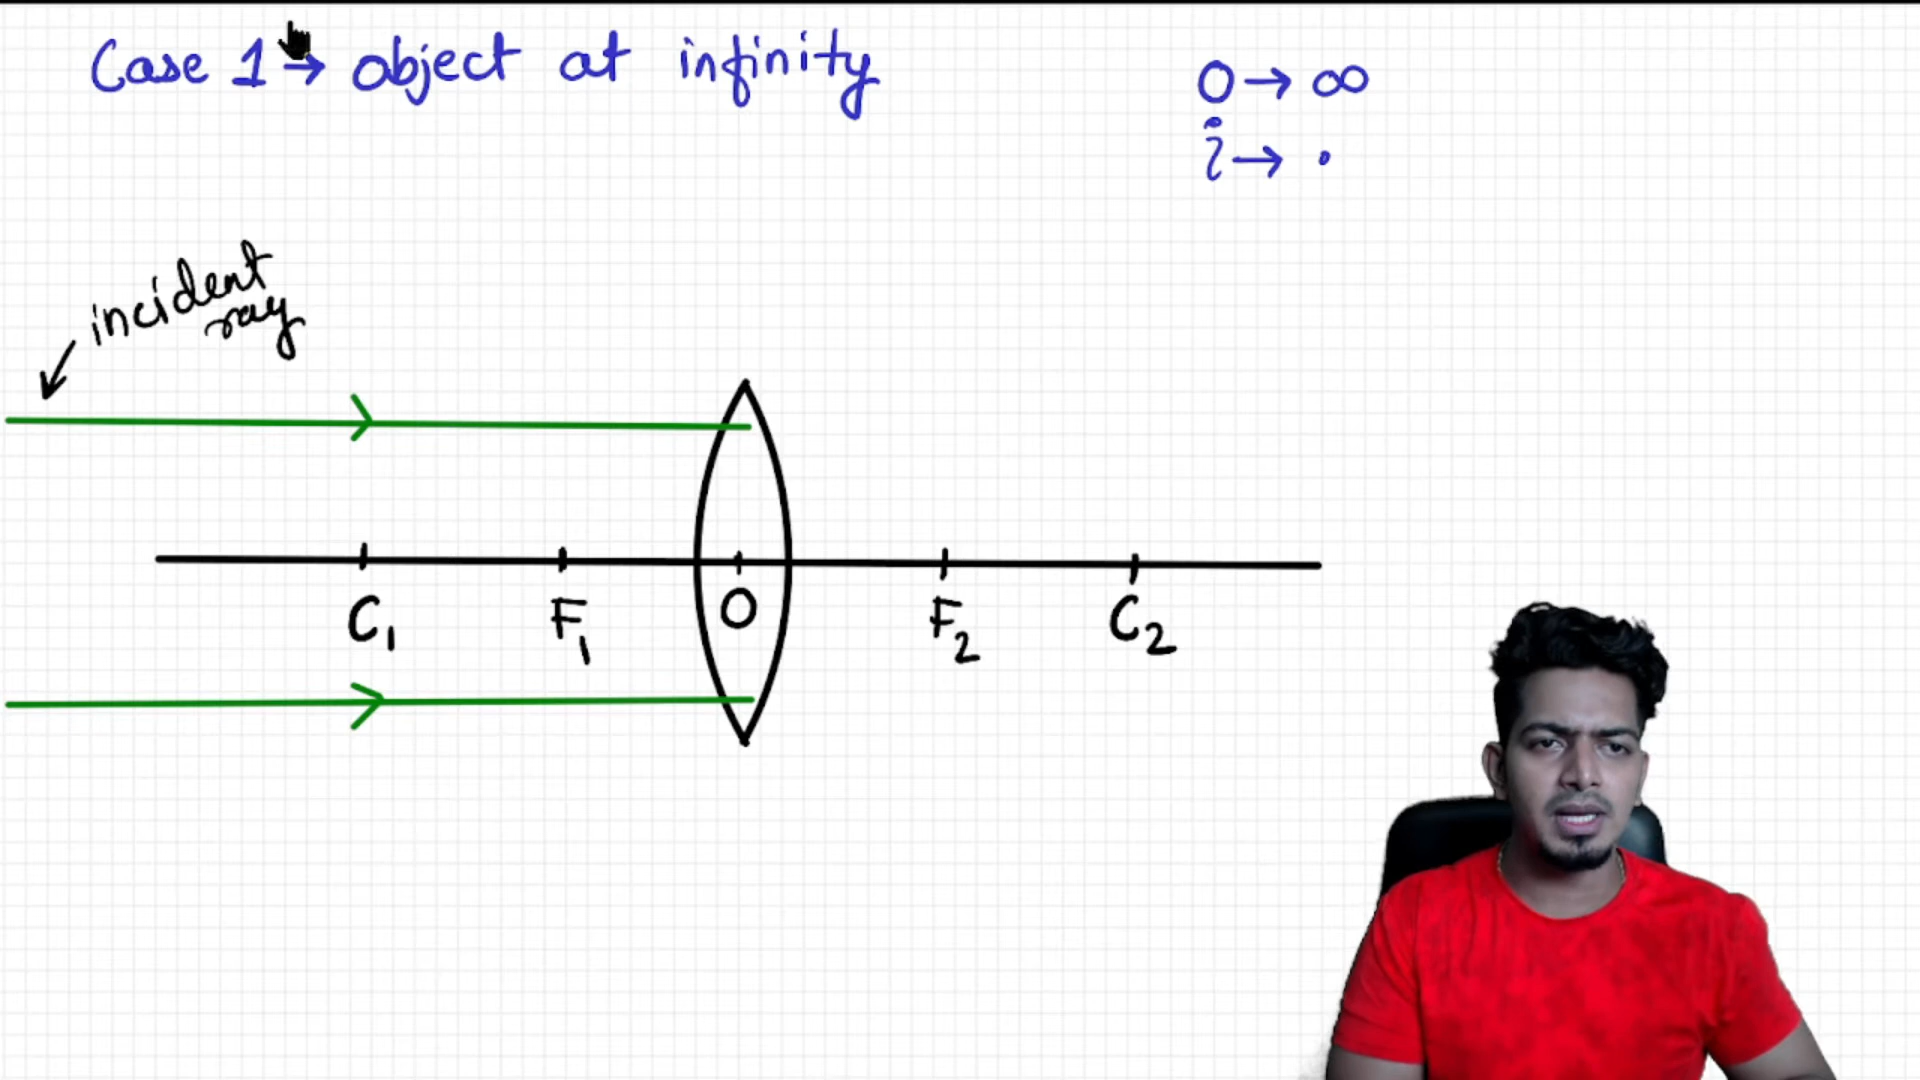 Case 1 → object at infinity
O → ∞
i → •
incident
ray
C₁ F₁ O F₂ C₂